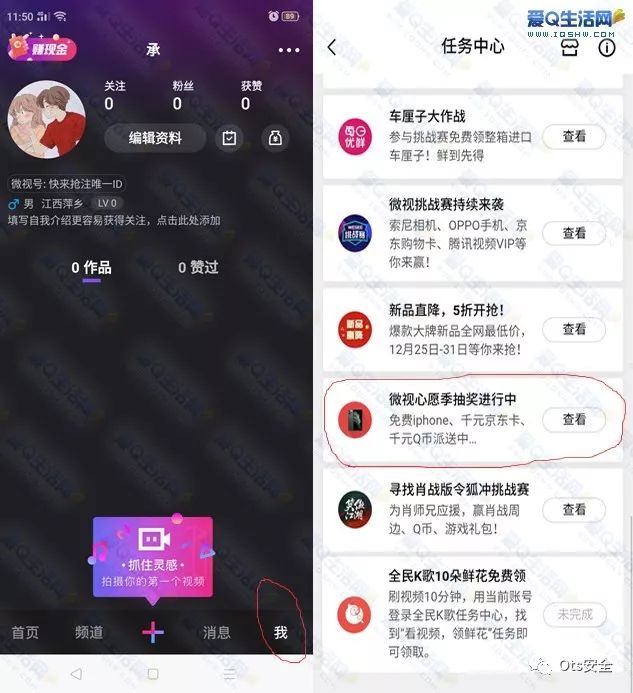 11:50
89
赚现金
承
关注
粉丝
获赞
0
0
0
编辑资料
微视号: 快来抢注唯一ID
男 江西萍乡 LV 0
填写自我介绍更容易获得关注，点击此处添加
0 作品
0 赞过
抓住灵感
拍摄你的第一个视频
首页
频道
消息
我
爱Q生活网
WWW.IQSHW.COM
任务中心
每日优鲜
车厘子大作战
参与挑战赛免费领整箱进口
车厘子！鲜到先得
查看
挑战赛
微视挑战赛持续来袭
索尼相机、OPPO手机、京
东购物卡、腾讯视频VIP等
你来赢！
查看
新品直降
新品直降，5折开抢！
爆款大牌新品全网最低价，
12月25日-31日等你来抢！
查看
微视心愿季抽奖进行中
免费iphone、千元京东卡、
千元Q币派送中...
查看
寻找肖战版令狐冲挑战赛
为肖师兄应援，赢肖战周
边、Q币、游戏礼包！
查看
全民K歌10朵鲜花免费领
刷视频10分钟，用当前账号
登录全民K歌任务中心，找
到“看视频，领鲜花”任务即
可领取。
未完成
Ots安全